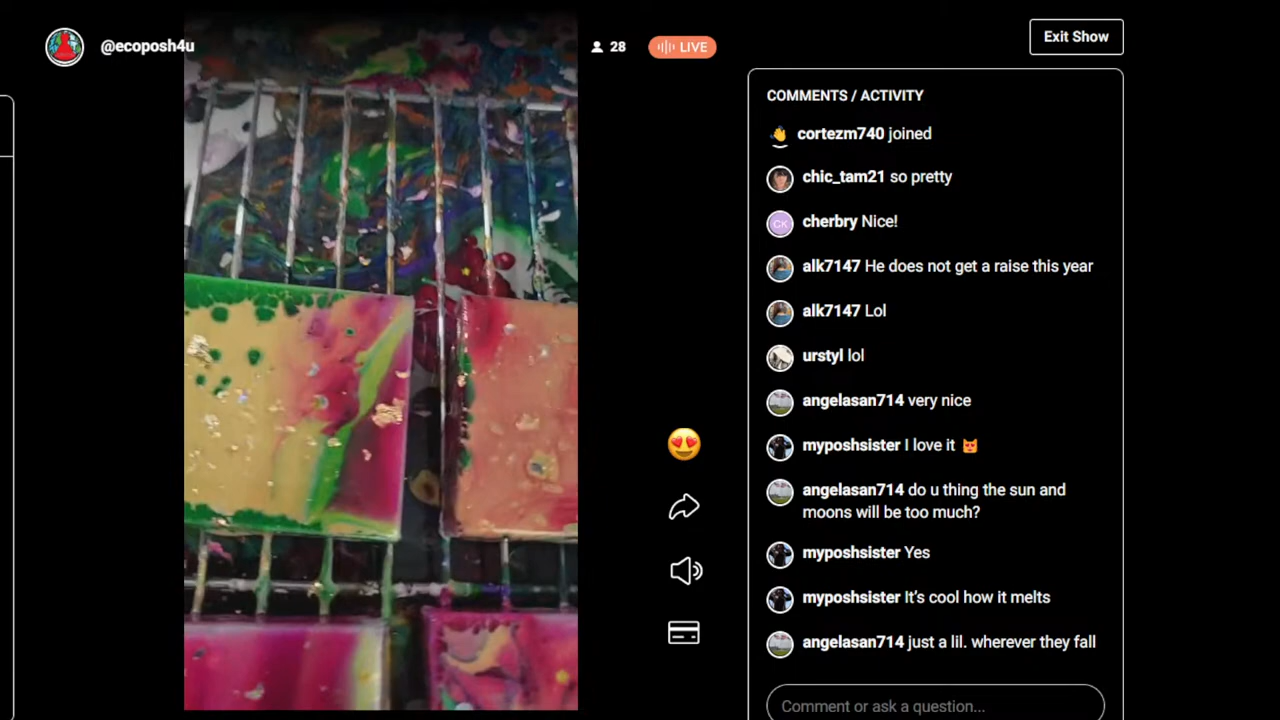 @ecoposh4u
28
LIVE
Exit Show
COMMENTS / ACTIVITY
cortezm740 joined
chic_tam21 so pretty
CK
cherbry Nice!
alk7147 He does not get a raise this year
alk7147 Lol
urstyl lol
angelasan714 very nice
myposhsister I love it
angelasan714 do u thing the sun and
moons will be too much?
myposhsister Yes
myposhsister It's cool how it melts
angelasan714 just a lil. wherever they fall
Comment or ask a question...